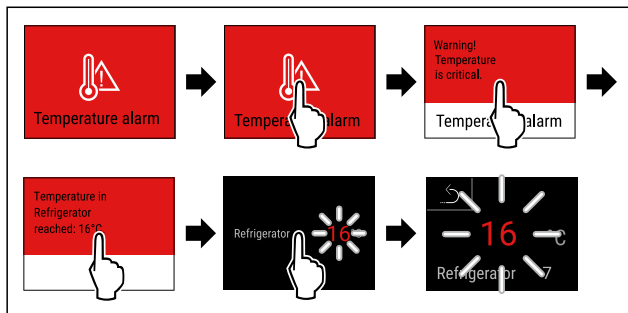 Temperature alarm
Temperature alarm
Warning!
Temperature
is critical.
Temperature alarm
Temperature in
Refrigerator
reached: 16°C
Refrigerator
16
16
°C
Refrigerator 7